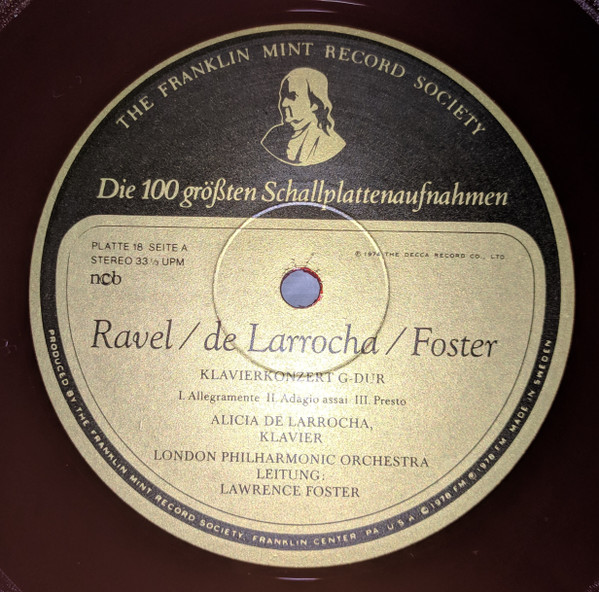 THE FRANKLIN MINT RECORD SOCIETY
Die 100 größten Schallplattenaufnahmen
PLATTE 18 SEITE A
STEREO 33 ⅓ UPM
ncb
℗ 1974 THE DECCA RECORD CO., LTD.
Ravel / de Larrocha / Foster
KLAVIERKONZERT G-DUR
I. Allegramente II. Adagio assai III. Presto
ALICIA DE LARROCHA,
KLAVIER
LONDON PHILHARMONIC ORCHESTRA
LEITUNG:
LAWRENCE FOSTER
PRODUCED BY THE FRANKLIN MINT RECORD SOCIETY, FRANKLIN CENTER, PA. U.S.A. © 1978 FM ℗ 1978 FM. MADE IN SWEDEN